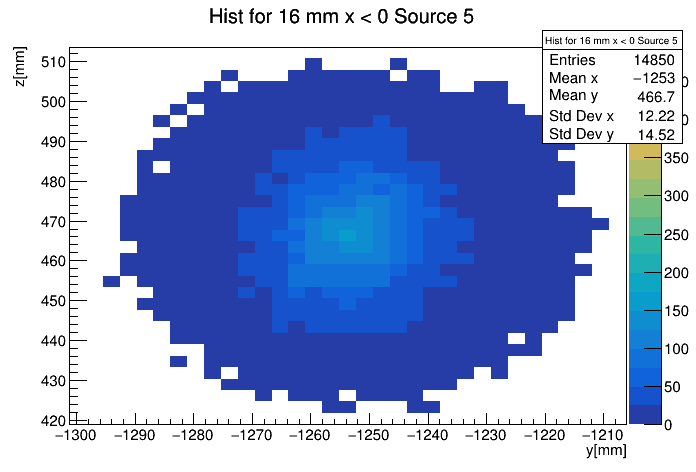 Hist for 16 mm x < 0 Source 5
z[mm]
Hist for 16 mm x < 0 Source 5
Entries 14850
Mean x −1253
Mean y 466.7
Std Dev x 12.22
Std Dev y 14.52
510
500
490
480
470
460
450
440
430
420
−1300 −1290 −1280 −1270 −1260 −1250 −1240 −1230 −1220 −1210
y[mm]
350
300
250
200
150
100
50
0